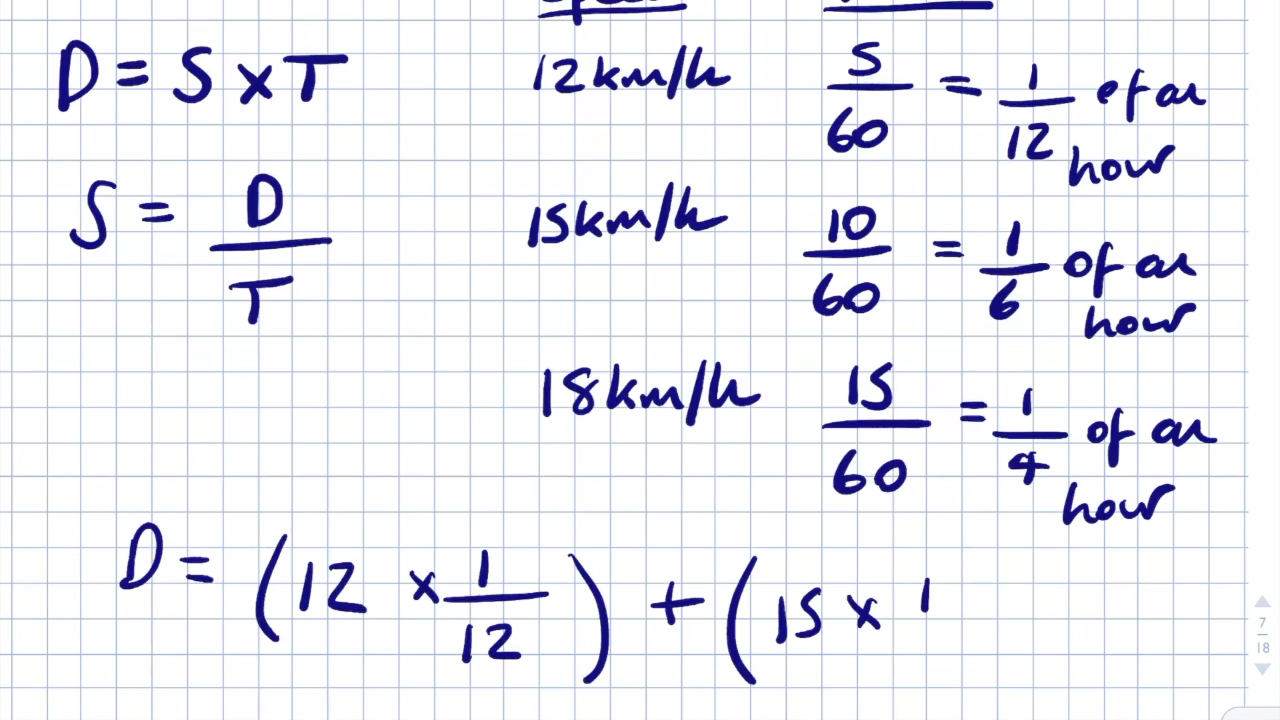 D = S x T
12km/h
5/60 = 1/12 of an
hour
S = D/T
15km/h
10/60 = 1/6 of an
hour
18km/h
15/60 = 1/4 of an
hour
D = (12 x 1/12) + (15 x 1
7
18